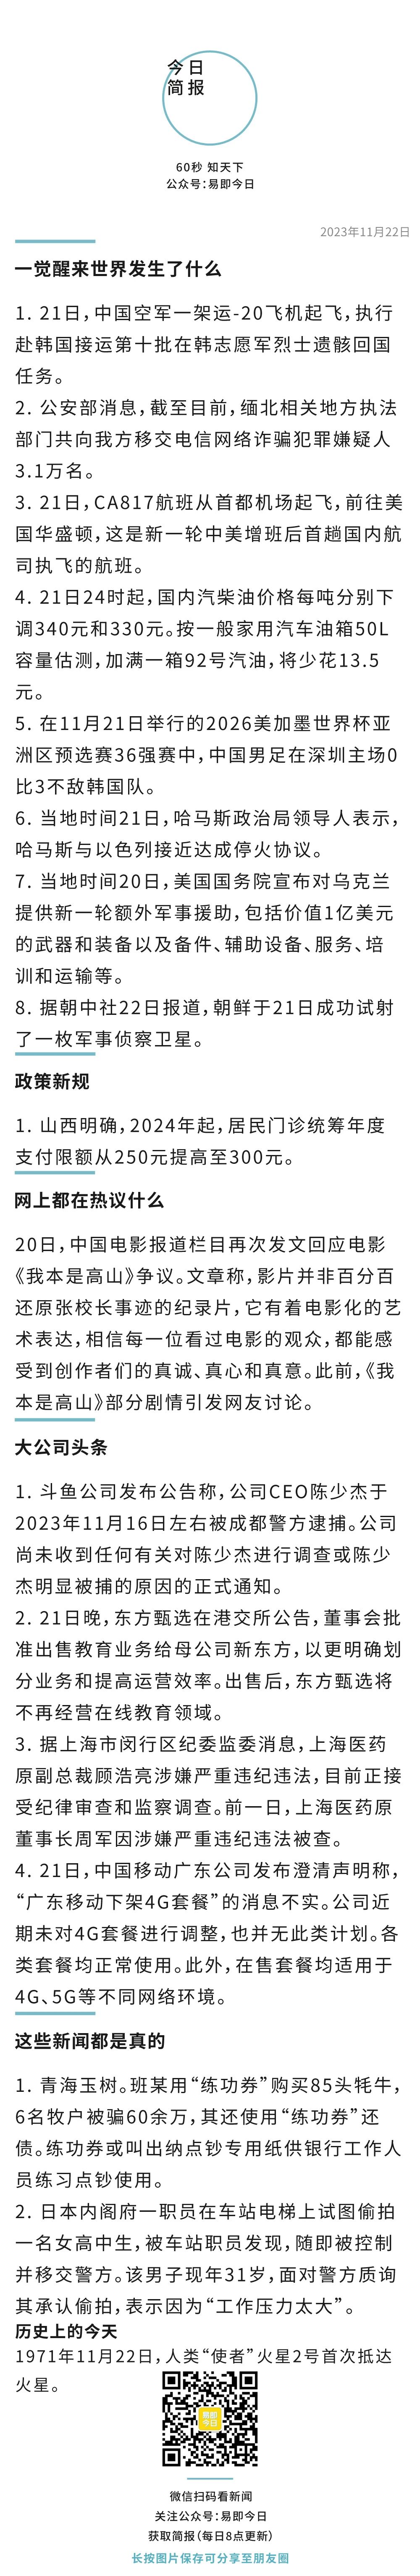 今日
简报
60秒 知天下
公众号：易即今日
2023年11月22日
一觉醒来世界发生了什么
1. 21日，中国空军一架运-20飞机起飞，执行
赴韩国接运第十批在韩志愿军烈士遗骸回国
任务。
2. 公安部消息，截至目前，缅北相关地方执法
部门共向我方移交电信网络诈骗犯罪嫌疑人
3.1万名。
3. 21日，CA817航班从首都机场起飞，前往美
国华盛顿，这是新一轮中美增班后首趟国内航
司执飞的航班。
4. 21日24时起，国内汽柴油价格每吨分别下
调340元和330元。按一般家用汽车油箱50L
容量估测，加满一箱92号汽油，将少花13.5
元。
5. 在11月21日举行的2026美加墨世界杯亚
洲区预选赛36强赛中，中国男足在深圳主场0
比3不敌韩国队。
6. 当地时间21日，哈马斯政治局领导人表示，
哈马斯与以色列接近达成停火协议。
7. 当地时间20日，美国国务院宣布对乌克兰
提供新一轮额外军事援助，包括价值1亿美元
的武器和装备以及备件、辅助设备、服务、培
训和运输等。
8. 据朝中社22日报道，朝鲜于21日成功试射
了一枚军事侦察卫星。
政策新规
1. 山西明确，2024年起，居民门诊统筹年度
支付限额从250元提高至300元。
网上都在热议什么
20日，中国电影报道栏目再次发文回应电影
《我本是高山》争议。文章称，影片并非百分百
还原张校长事迹的纪录片，它有着电影化的艺
术表达，相信每一位看过电影的观众，都能感
受到创作者们的真诚、真心和真意。此前，《我
本是高山》部分剧情引发网友讨论。
大公司头条
1. 斗鱼公司发布公告称，公司CEO陈少杰于
2023年11月16日左右被成都警方逮捕。公司
尚未收到任何有关对陈少杰进行调查或陈少
杰明显被捕的原因的正式通知。
2. 21日晚，东方甄选在港交所公告，董事会批
准出售教育业务给母公司新东方，以更明确划
分业务和提高运营效率。出售后，东方甄选将
不再经营在线教育领域。
3. 据上海市闵行区纪委监委消息，上海医药
原副总裁顾浩亮涉嫌严重违纪违法，目前正接
受纪律审查和监察调查。前一日，上海医药原
董事长周军因涉嫌严重违纪违法被查。
4. 21日，中国移动广东公司发布澄清声明称，
“广东移动下架4G套餐”的消息不实。公司近
期未对4G套餐进行调整，也并无此类计划。各
类套餐均正常使用。此外，在售套餐均适用于
4G、5G等不同网络环境。
这些新闻都是真的
1. 青海玉树。班某用“练功券”购买85头牦牛，
6名牧户被骗60余万，其还使用“练功券”还
债。练功券或叫出纳点钞专用纸供银行工作人
员练习点钞使用。
2. 日本内阁府一职员在车站电梯上试图偷拍
一名女高中生，被车站职员发现，随即被控制
并移交警方。该男子现年31岁，面对警方质询
其承认偷拍，表示因为“工作压力太大”。
历史上的今天
1971年11月22日，人类“使者”火星2号首次抵达
火星。
易即
今日
微信扫码看新闻
关注公众号：易即今日
获取简报（每日8点更新）
长按图片保存可分享至朋友圈